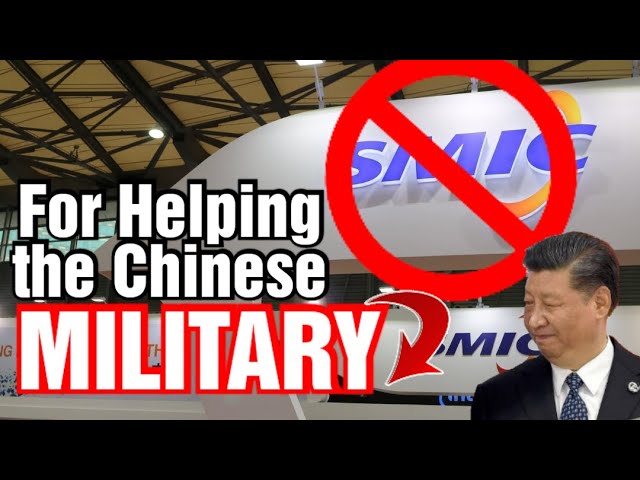 SMIC
For Helping
the Chinese
MILITARY
SMIC